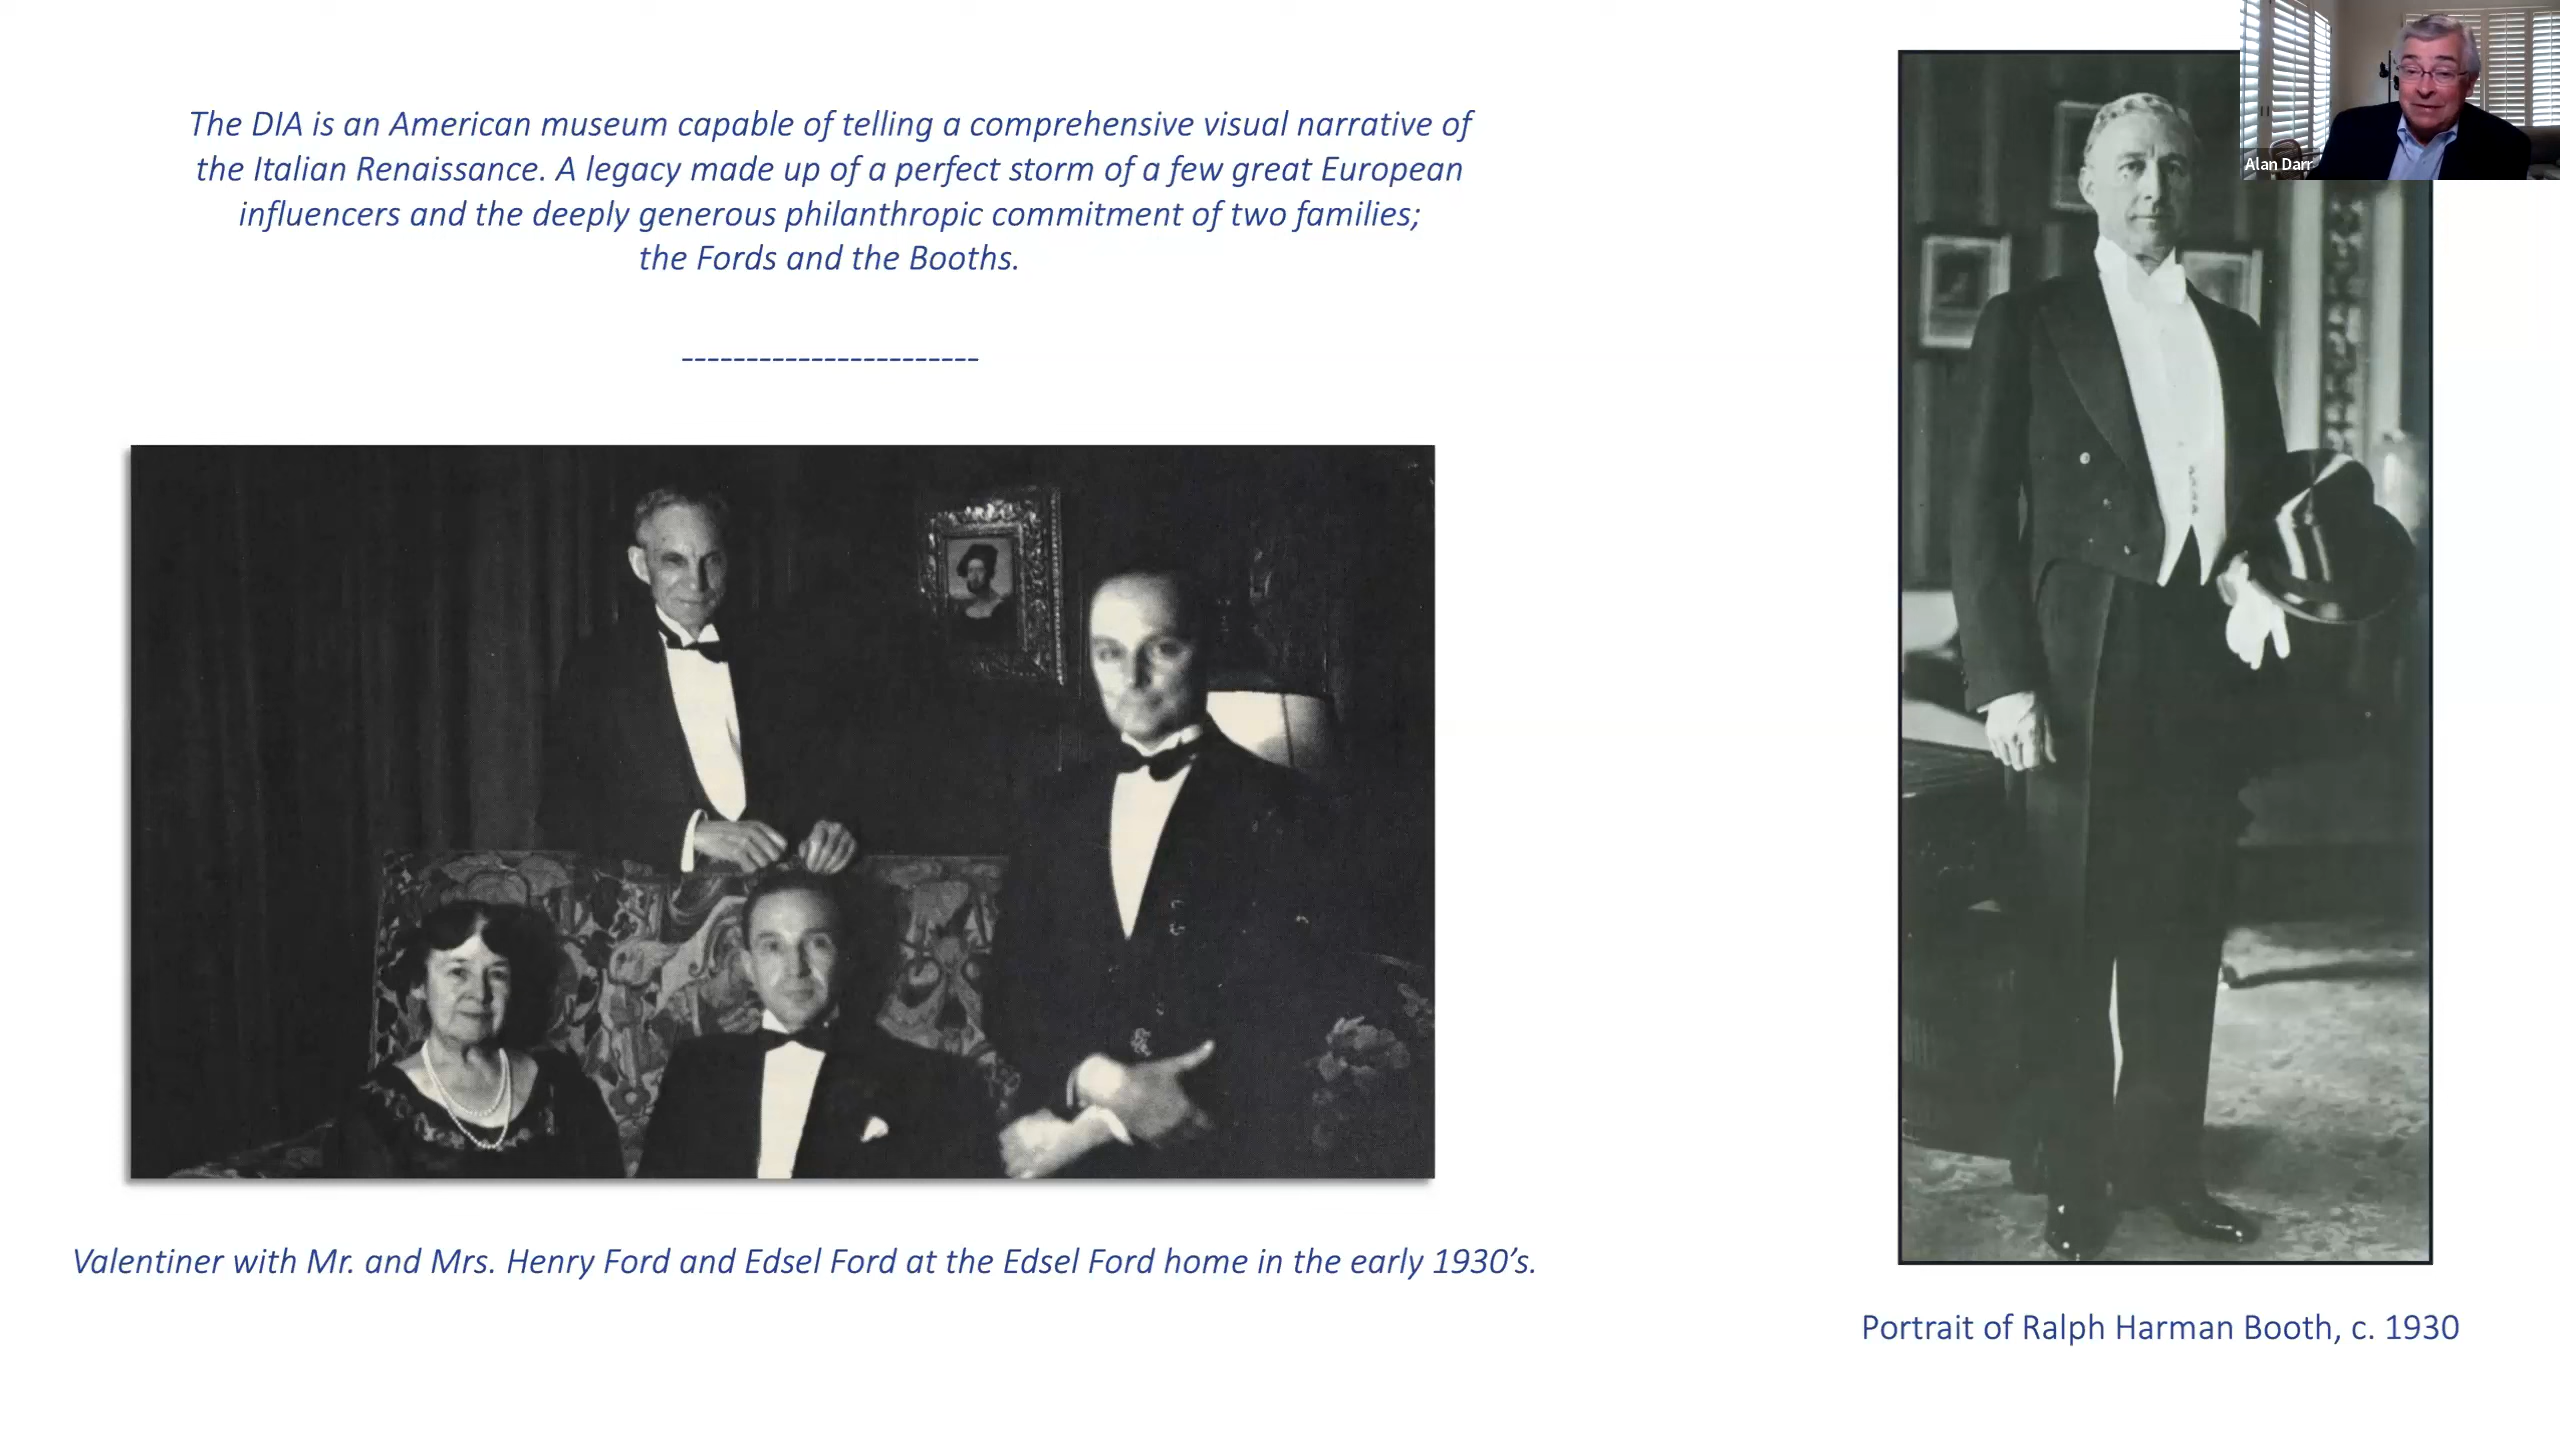 The DIA is an American museum capable of telling a comprehensive visual narrative of
the Italian Renaissance. A legacy made up of a perfect storm of a few great European
influencers and the deeply generous philanthropic commitment of two families;
the Fords and the Booths.
-----------------------
Alan Darr
Valentiner with Mr. and Mrs. Henry Ford and Edsel Ford at the Edsel Ford home in the early 1930’s.
Portrait of Ralph Harman Booth, c. 1930